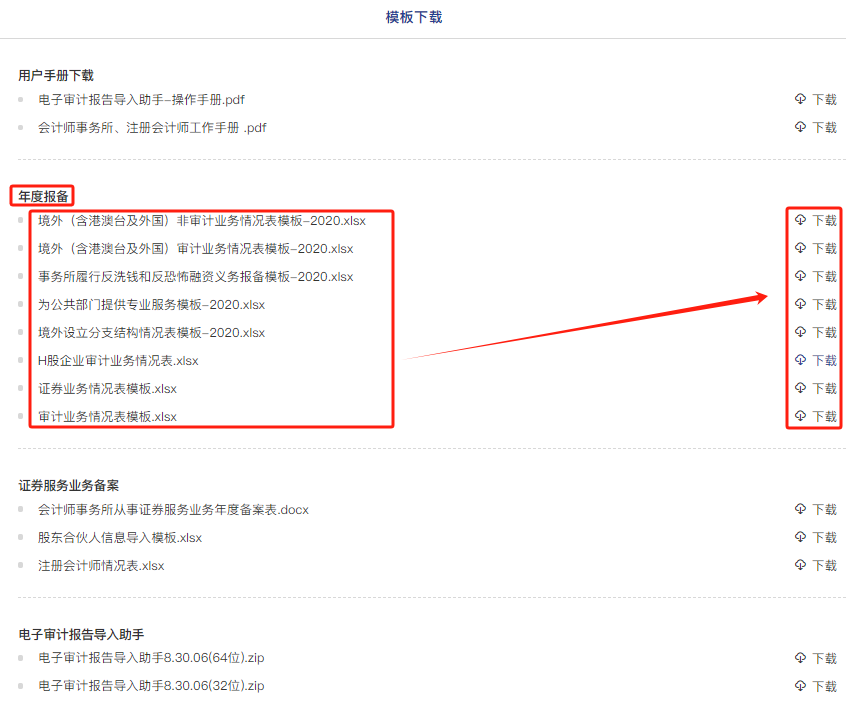 模板下载
用户手册下载
电子审计报告导入助手-操作手册.pdf 下载
会计师事务所、注册会计师工作手册 .pdf 下载
年度报备
境外（含港澳台及外国）非审计业务情况表模板-2020.xlsx 下载
境外（含港澳台及外国）审计业务情况表模板-2020.xlsx 下载
事务所履行反洗钱和反恐怖融资义务报备模板-2020.xlsx 下载
为公共部门提供专业服务模板-2020.xlsx 下载
境外设立分支结构情况表模板-2020.xlsx 下载
H股企业审计业务情况表.xlsx 下载
证券业务情况表模板.xlsx 下载
审计业务情况表模板.xlsx 下载
证券服务业务备案
会计师事务所从事证券服务业务年度备案表.docx 下载
股东合伙人信息导入模板.xlsx 下载
注册会计师情况表.xlsx 下载
电子审计报告导入助手
电子审计报告导入助手8.30.06(64位).zip 下载
电子审计报告导入助手8.30.06(32位).zip 下载